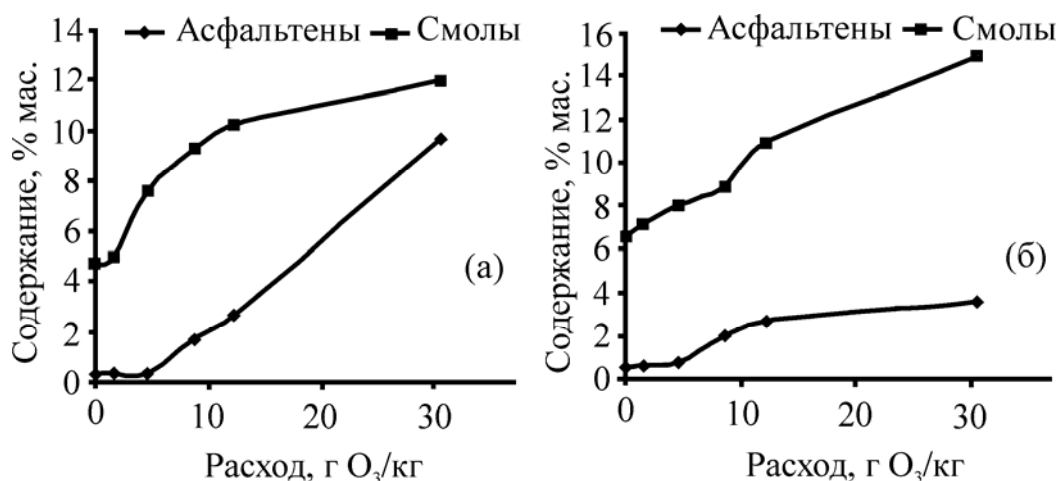 Асфальтены Смолы
Содержание, % мас.
14
12
10
8
6
4
2
0
0 10 20 30
Расход, г O₃/кг
(а)
Асфальтены Смолы
Содержание, % мас.
16
14
12
10
8
6
4
2
0
0 10 20 30
Расход, г O₃/кг
(б)